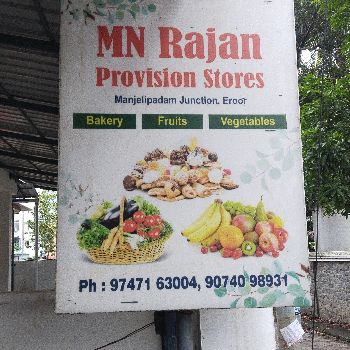 MN Rajan
Provision Stores
Manjelipadam Junction, Eroor
Bakery Fruits Vegetables
Ph : 97471 63004, 90740 98931